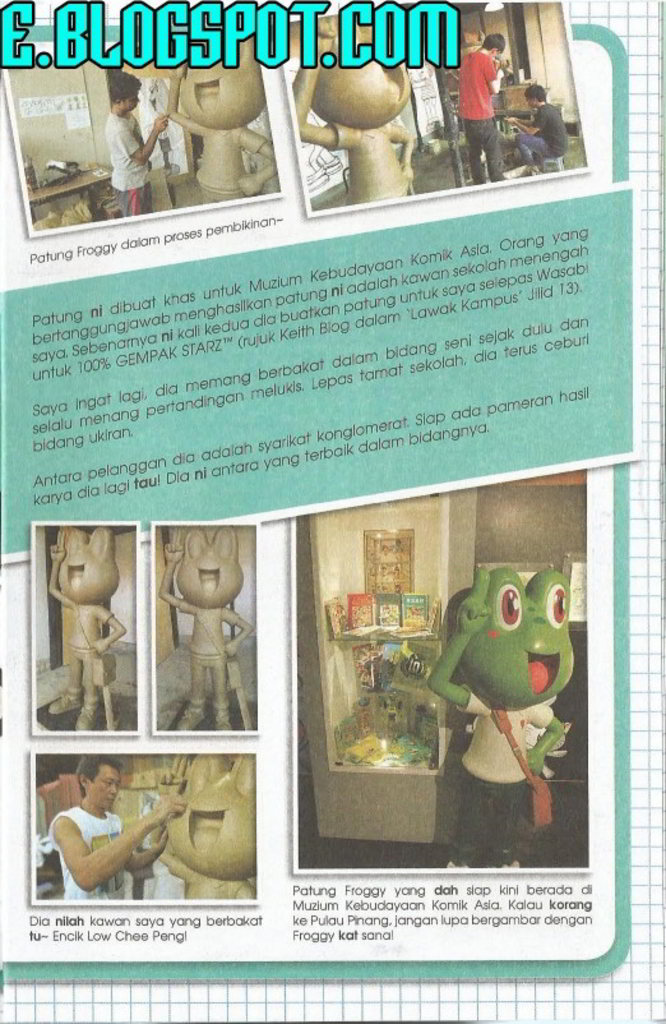 E.BLOGSPOT.COM
Patung Froggy dalam proses pembikinan~
Patung ni dibuat khas untuk Muzium Kebudayaan Komik Asia. Orang yang
bertanggungjawab menghasilkan patung ni adalah kawan sekolah menengah
saya. Sebenarnya ni kali kedua dia buatkan patung untuk saya selepas Wasabi
untuk 100% GEMPAK STARZ™ (rujuk Keith Blog dalam 'Lawak Kampus' Jilid 13).
Saya ingat lagi, dia memang berbakat dalam bidang seni sejak dulu dan
selalu menang pertandingan melukis. Lepas tamat sekolah, dia terus ceburi
bidang ukiran.
Antara pelanggan dia adalah syarikat konglomerat. Siap ada pameran hasil
karya dia lagi tau! Dia ni antara yang terbaik dalam bidangnya.
Dia nilah kawan saya yang berbakat
tu~ Encik Low Chee Peng!
Patung Froggy yang dah siap kini berada di
Muzium Kebudayaan Komik Asia. Kalau korang
ke Pulau Pinang, jangan lupa bergambar dengan
Froggy kat sana!